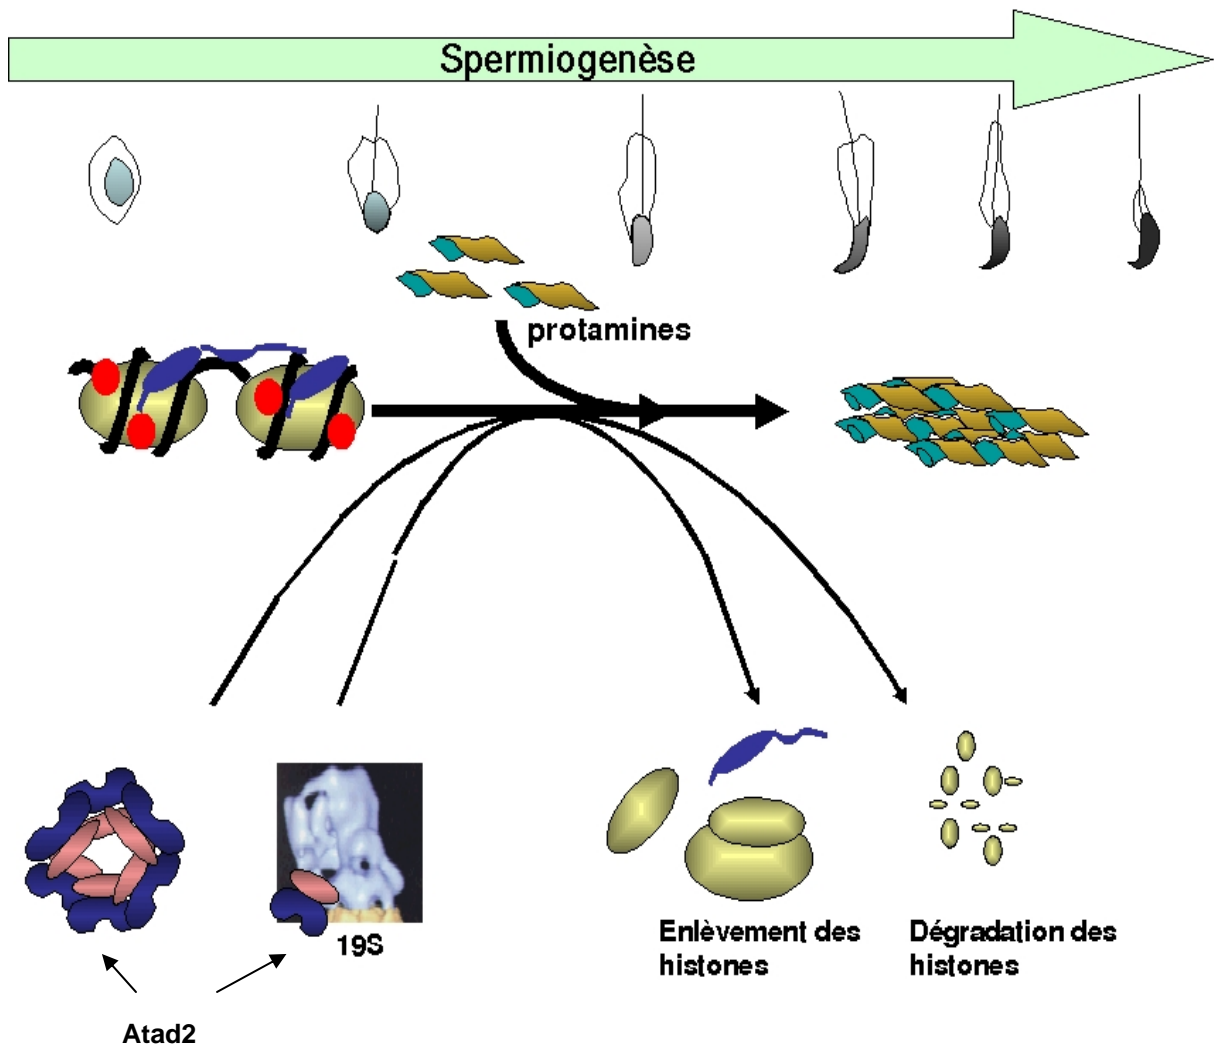 Spermiogenèse
protamines
19S
Enlèvement des
histones
Dégradation des
histones
Atad2